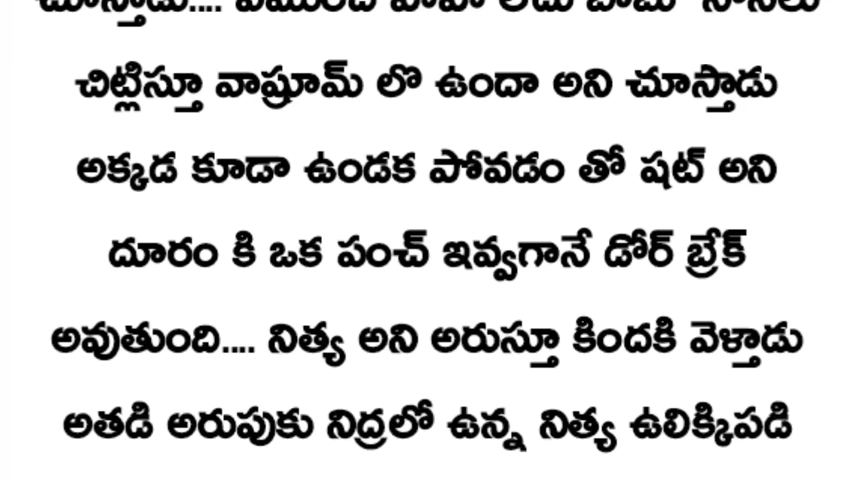 చూస్తాడు....
చిట్లిస్తూ వాష్రూమ్ లొ ఉందా అని చూస్తాడు
అక్కడ కూడా ఉండక పోవడం తో షట్ అని
దూరం కి ఒక పంచ్ ఇవ్వగానే డోర్ బ్రేక్
అవుతుంది.... నిత్య అని అరుస్తూ కిందకి వెళ్తాడు
అతడి అరుపుకు నిద్రలో ఉన్న నిత్య ఉలిక్కిపడి